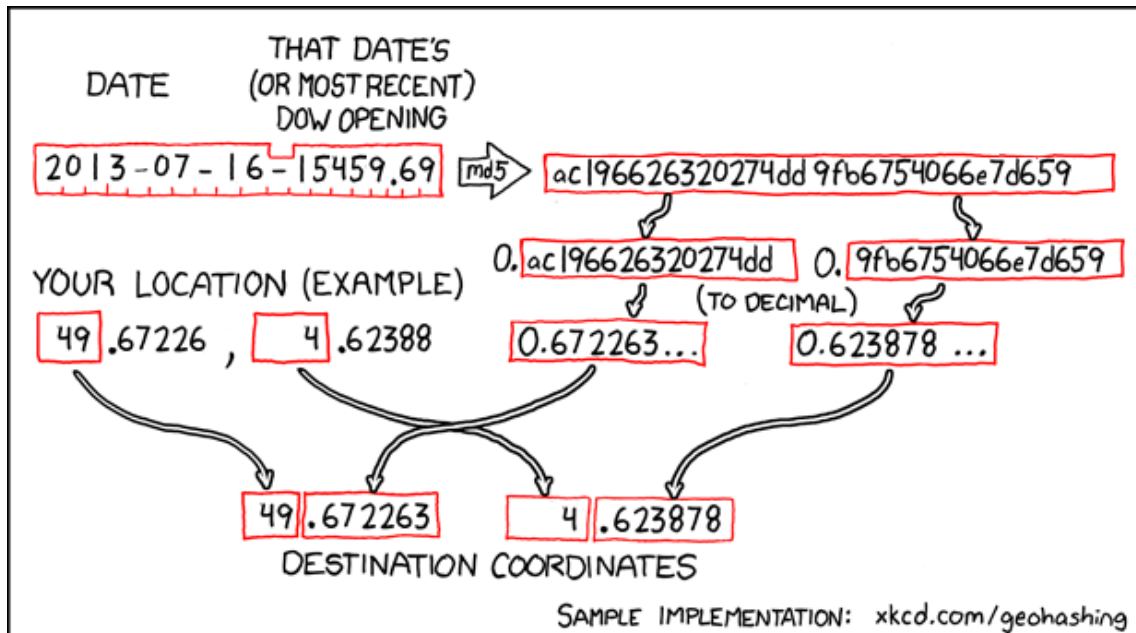 DATE
THAT DATE'S
(OR MOST RECENT)
DOW OPENING
2013-07-16-15459.69
md5
ac196626320274dd9fb6754066e7d659
0.ac196626320274dd
0.9fb6754066e7d659
(TO DECIMAL)
YOUR LOCATION (EXAMPLE)
49.67226, 4.62388
0.672263...
0.623878...
49.672263
4.623878
DESTINATION COORDINATES
SAMPLE IMPLEMENTATION: xkcd.com/geohashing